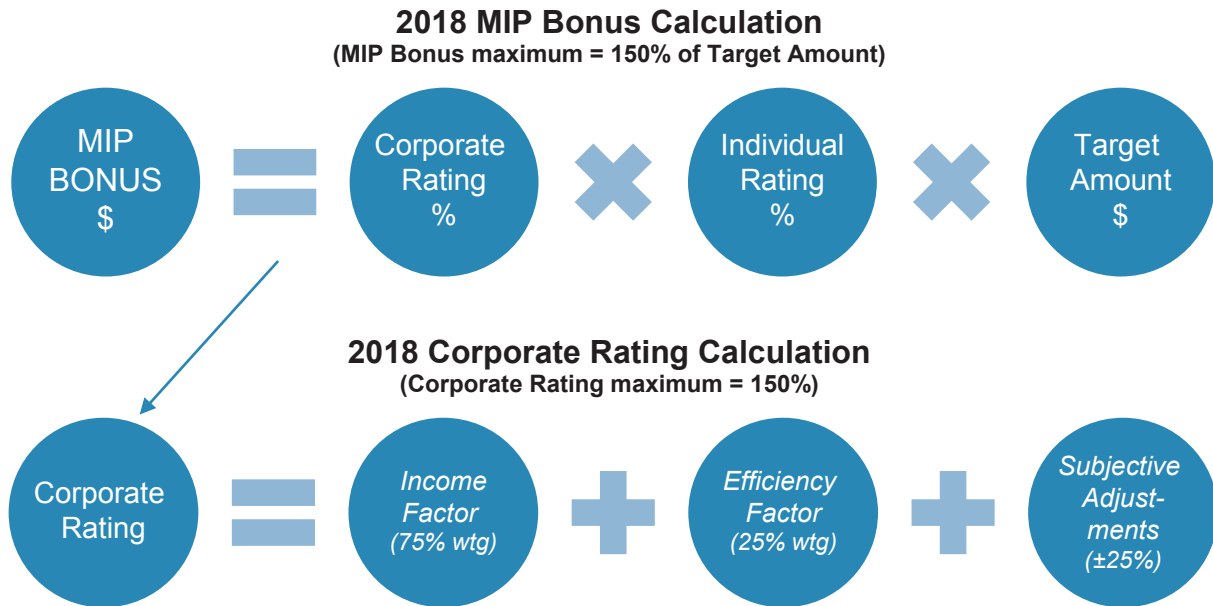 2018 MIP Bonus Calculation
(MIP Bonus maximum = 150% of Target Amount)
MIP
BONUS
$
Corporate
Rating
%
Individual
Rating
%
Target
Amount
$
2018 Corporate Rating Calculation
(Corporate Rating maximum = 150%)
Corporate
Rating
Income
Factor
(75% wtg)
Efficiency
Factor
(25% wtg)
Subjective
Adjust-
ments
(±25%)